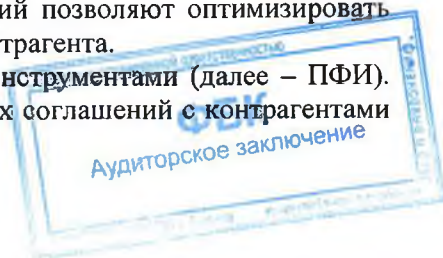 ий позволяют оптимизировать
трагента.
нструментами (далее – ПФИ).
х соглашений с контрагентами
ФБК
Аудиторское заключение